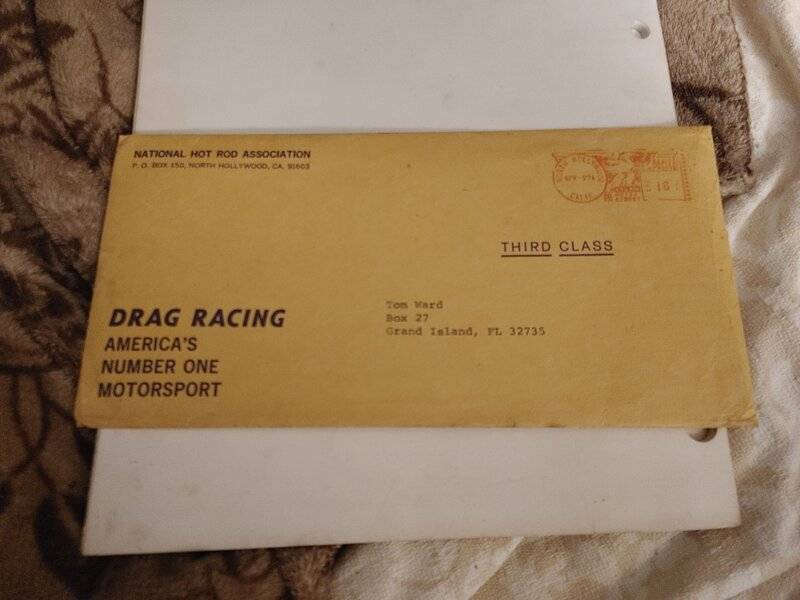 NATIONAL HOT ROD ASSOCIATION
P. O. BOX 150, NORTH HOLLYWOOD, CA. 91603
CALIF
THIRD CLASS
Tom Ward
Box 27
Grand Island, FL 32735
DRAG RACING
AMERICA'S
NUMBER ONE
MOTORSPORT